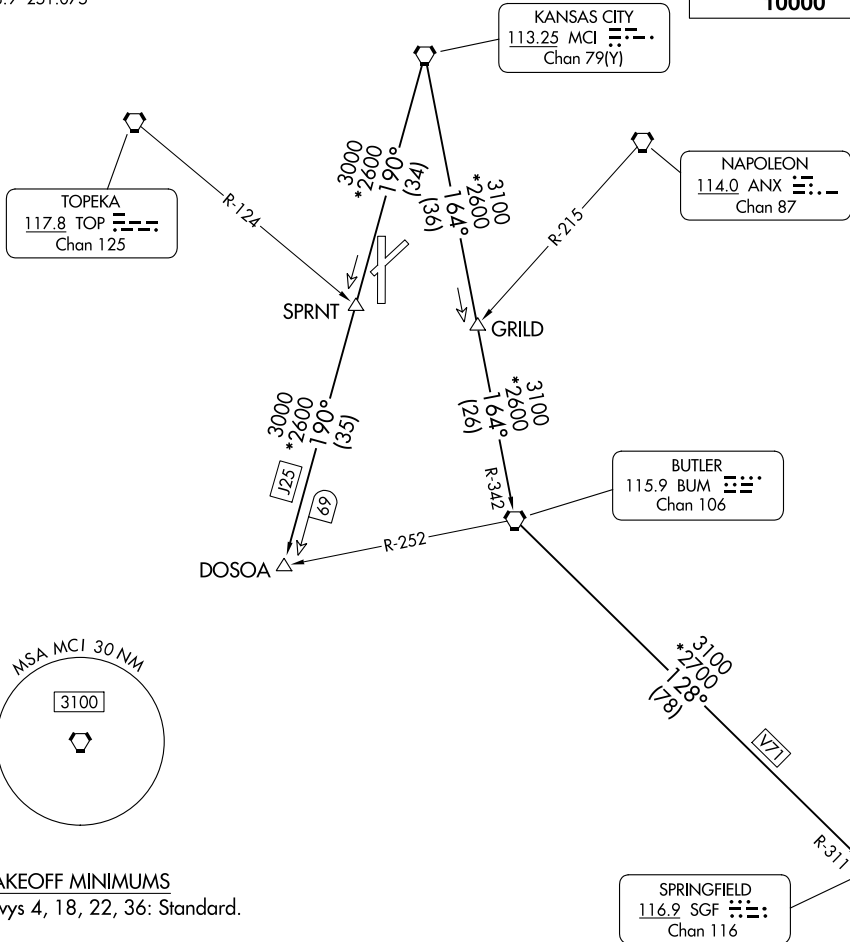 10000
KANSAS CITY
113.25 MCI
Chan 79(Y)
TOPEKA
117.8 TOP
Chan 125
NAPOLEON
114.0 ANX
Chan 87
R-124
3000
*2600
190°
(34)
3100
*2600
164°
(36)
R-215
SPRNT
GRILD
3000
*2600
190°
(35)
3100
*2600
164°
(26)
J25
69
R-342
BUTLER
115.9 BUM
Chan 106
R-252
DOSOA
MSA MCI 30 NM
3100
3100
*2700
128°
(78)
V71
R-311
AKEOFF MINIMUMS
wys 4, 18, 22, 36: Standard.
SPRINGFIELD
116.9 SGF
Chan 116